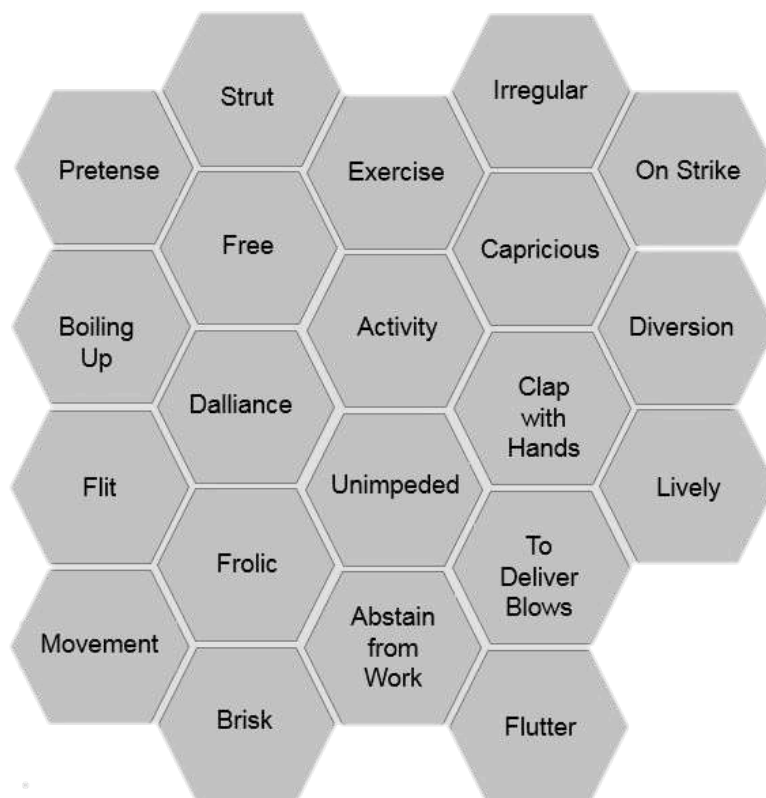 Strut
Irregular
Pretense
Exercise
On Strike
Free
Capricious
Boiling
Up
Activity
Diversion
Dalliance
Clap
with
Hands
Flit
Unimpeded
Lively
Frolic
To
Deliver
Blows
Movement
Abstain
from
Work
Brisk
Flutter